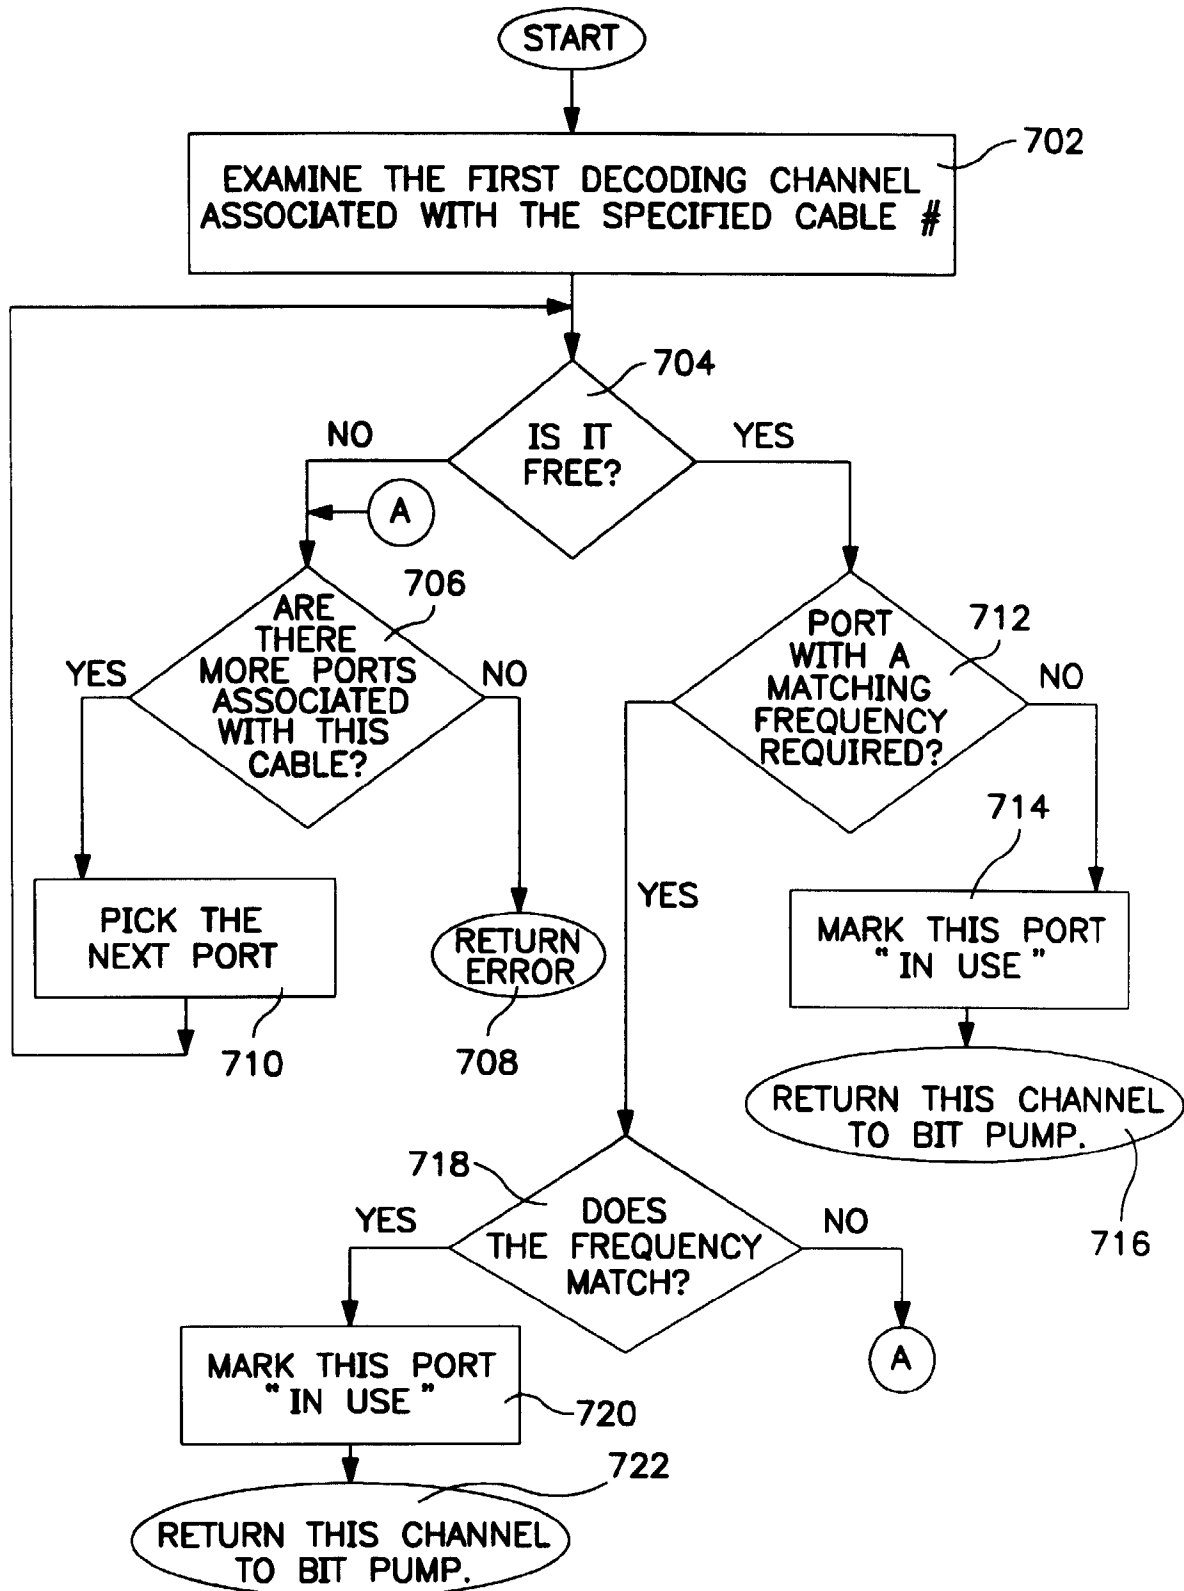 START
702
EXAMINE THE FIRST DECODING CHANNEL
ASSOCIATED WITH THE SPECIFIED CABLE #
704
IS IT
FREE?
NO
YES
A
706
ARE
THERE
MORE PORTS
ASSOCIATED
WITH THIS
CABLE?
YES
NO
712
PORT
WITH A
MATCHING
FREQUENCY
REQUIRED?
NO
YES
714
PICK THE
NEXT PORT
710
RETURN
ERROR
708
MARK THIS PORT
"IN USE"
RETURN THIS CHANNEL
TO BIT PUMP.
716
718
DOES
THE FREQUENCY
MATCH?
YES
NO
A
MARK THIS PORT
"IN USE"
720
722
RETURN THIS CHANNEL
TO BIT PUMP.